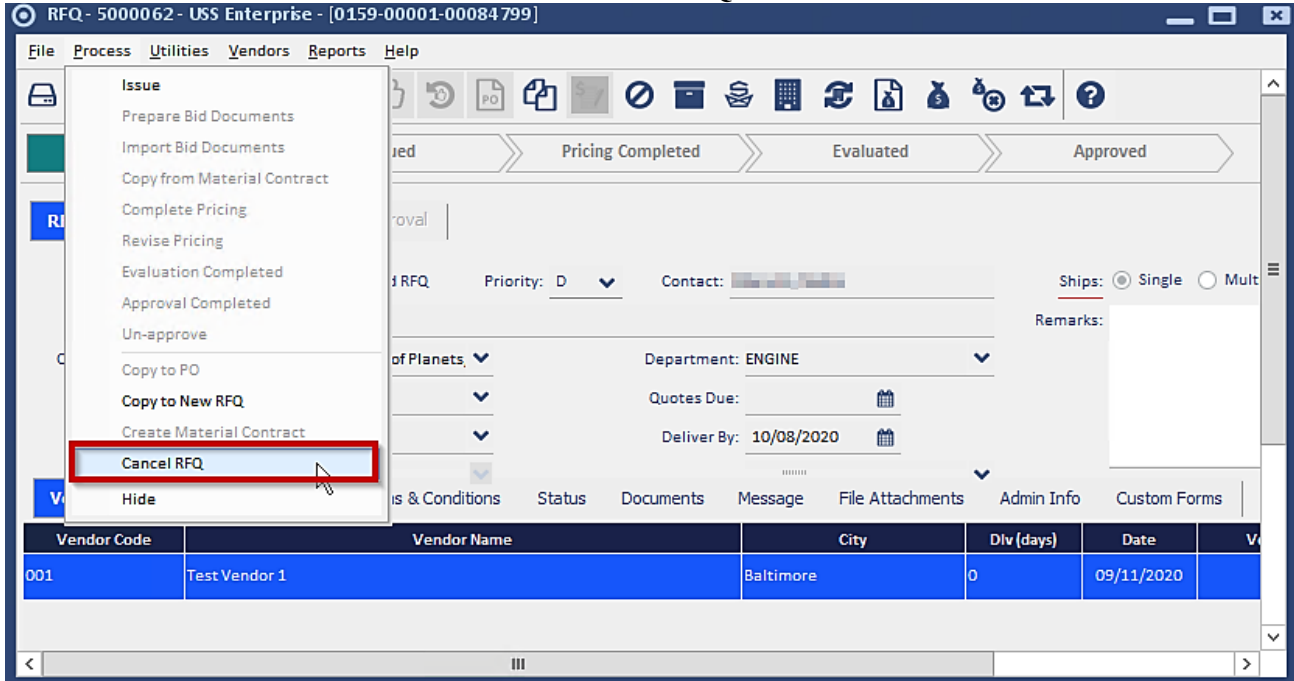 RFQ - 5000062 - USS Enterprise - [0159-00001-00084799]
File Process Utilities Vendors Reports Help
Issue
Prepare Bid Documents
Import Bid Documents
Copy from Material Contract
Complete Pricing
Revise Pricing
Evaluation Completed
Approval Completed
Un-approve
Copy to PO
Copy to New RFQ
Create Material Contract
Cancel RFQ
Hide
PO
ued Pricing Completed Evaluated Approved
roval
d RFQ Priority: D Contact: Ships: Single Mult
Remarks:
of Planets, Department: ENGINE
Quotes Due:
Deliver By: 10/08/2020
s & Conditions Status Documents Message File Attachments Admin Info Custom Forms
Vendor Code Vendor Name City Dlv (days) Date
001 Test Vendor 1 Baltimore 0 09/11/2020